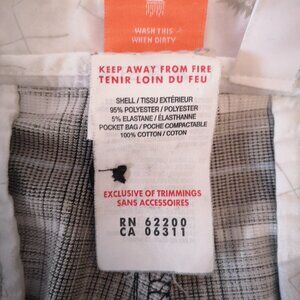 WASH THIS
WHEN DIRTY
KEEP AWAY FROM FIRE
TENIR LOIN DU FEU
SHELL / TISSU EXTÉRIEUR
95% POLYESTER / POLYESTER
5% ELASTANE / ÉLASTHANNE
POCKET BAG / POCHE COMPACTABLE
100% COTTON / COTON
EXCLUSIVE OF TRIMMINGS
SANS ACCESSOIRES
RN 62200
CA 06311